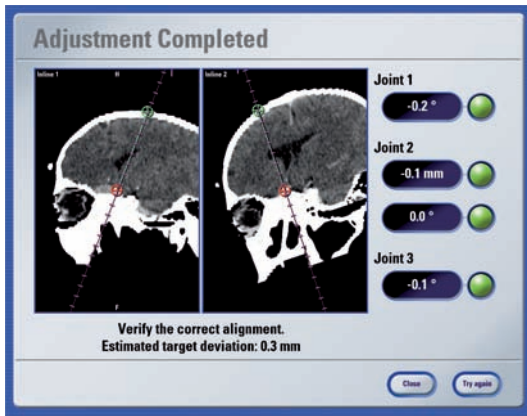 Adjustment Completed
Inline 1
H
Inline 2
F
Joint 1
-0.2 °
Joint 2
-0.1 mm
0.0 °
Joint 3
-0.1 °
Verify the correct alignment.
Estimated target deviation: 0.3 mm
Close
Try again